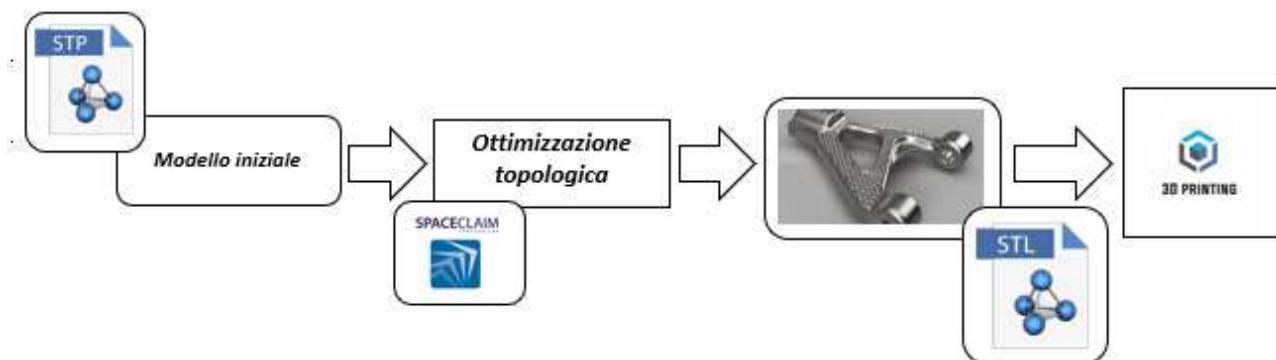 STP
Modello iniziale
Ottimizzazione
topologica
SPACECLAIM
STL
3D PRINTING